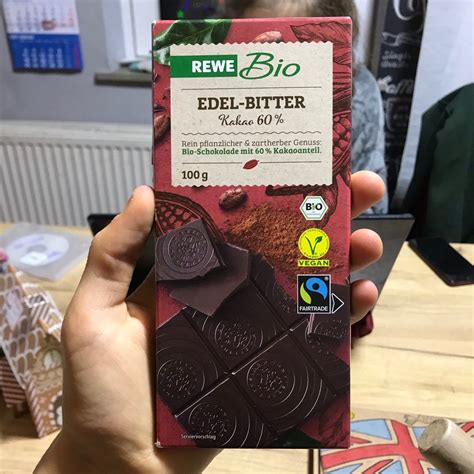 REWE Bio
EDEL-BITTER
Kakao 60%
Rein pflanzlicher & zartherber Genuss:
Bio-Schokolade mit 60% Kakaoanteil.
100 g
BIO
VEGAN
FAIRTRADE
Serviervorschlag